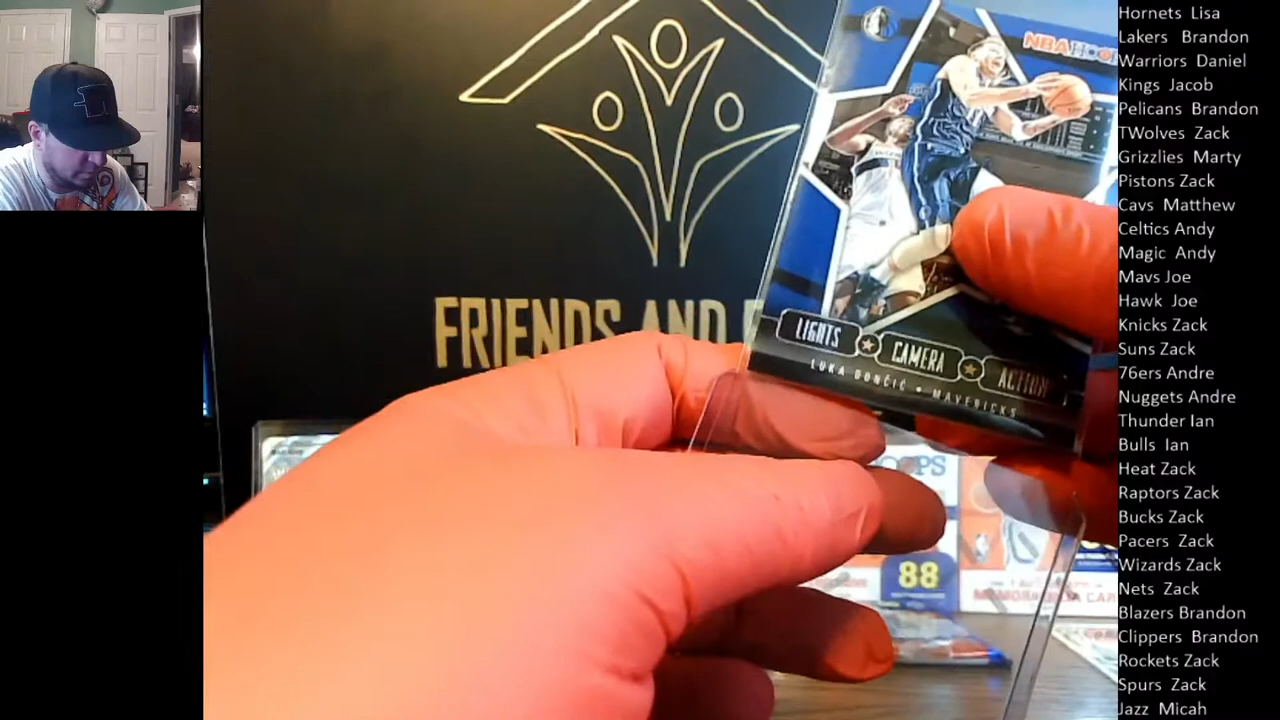 Hornets Lisa
Lakers Brandon
Warriors Daniel
Kings Jacob
Pelicans Brandon
TWolves Zack
Grizzlies Marty
Pistons Zack
Cavs Matthew
Celtics Andy
Magic Andy
Mavs Joe
Hawk Joe
Knicks Zack
Suns Zack
76ers Andre
Nuggets Andre
Thunder Ian
Bulls Ian
Heat Zack
Raptors Zack
Bucks Zack
Pacers Zack
Wizards Zack
Nets Zack
Blazers Brandon
Clippers Brandon
Rockets Zack
Spurs Zack
Jazz Micah
FRIENDS AND
NBA
LIGHTS CAMERA ACTION
LUKA DONČIĆ • MAVERICKS
88